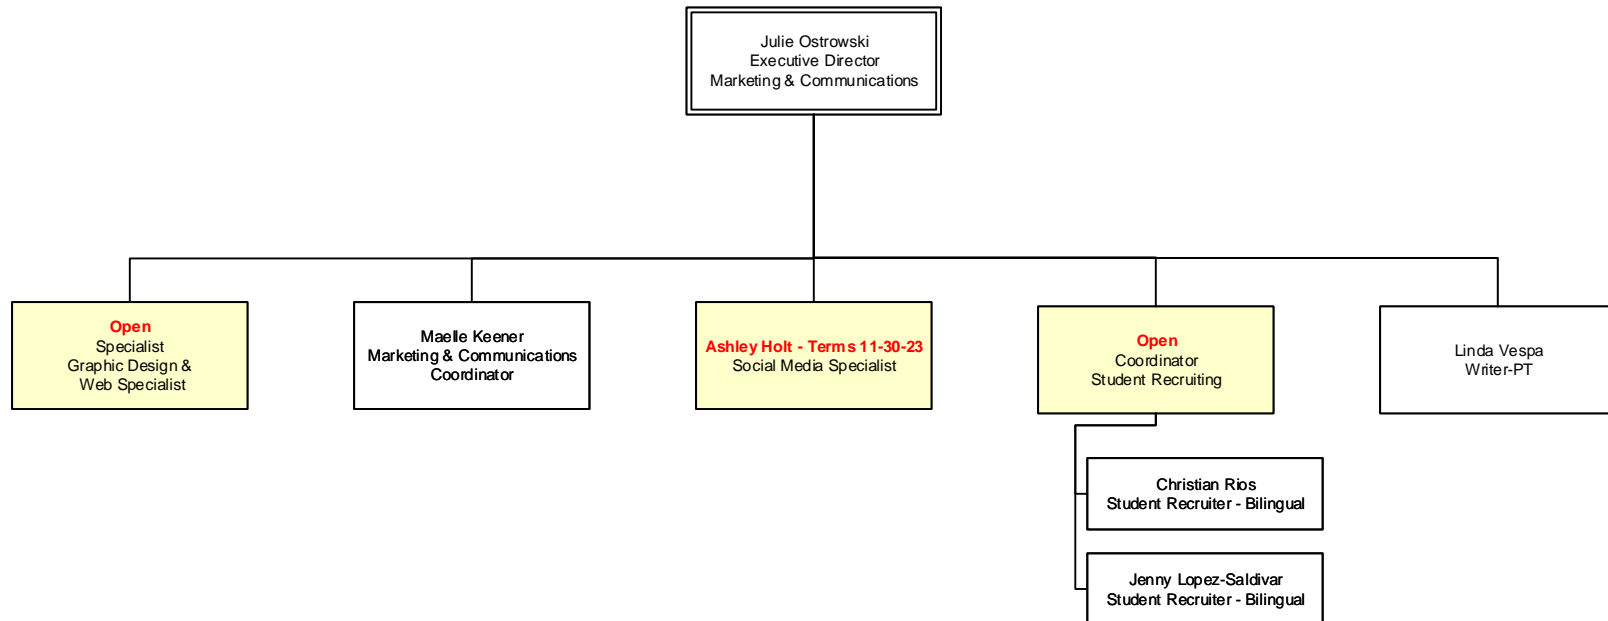 Julie Ostrowski
Executive Director
Marketing & Communications
Open
Specialist
Graphic Design &
Web Specialist
Maelle Keener
Marketing & Communications
Coordinator
Ashley Holt - Terms 11-30-23
Social Media Specialist
Open
Coordinator
Student Recruiting
Linda Vespa
Writer-PT
Christian Rios
Student Recruiter - Bilingual
Jenny Lopez-Saldivar
Student Recruiter - Bilingual